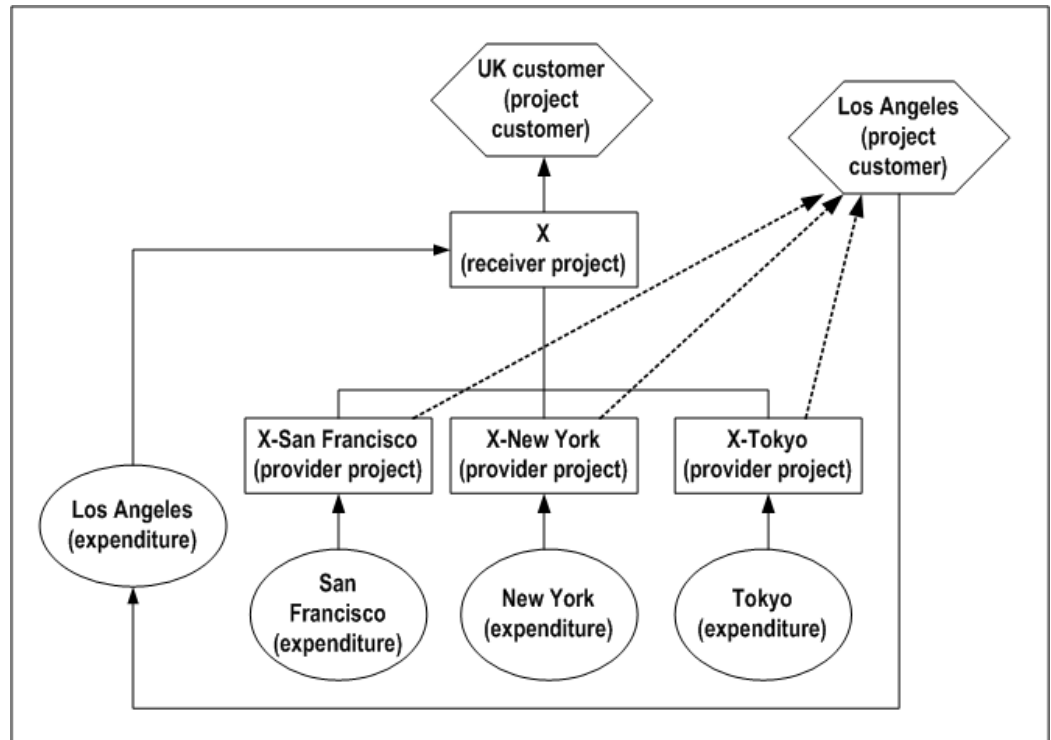 UK customer
(project
customer)
Los Angeles
(project
customer)
X
(receiver project)
X-San Francisco
(provider project)
X-New York
(provider project)
X-Tokyo
(provider project)
Los Angeles
(expenditure)
San
Francisco
(expenditure)
New York
(expenditure)
Tokyo
(expenditure)